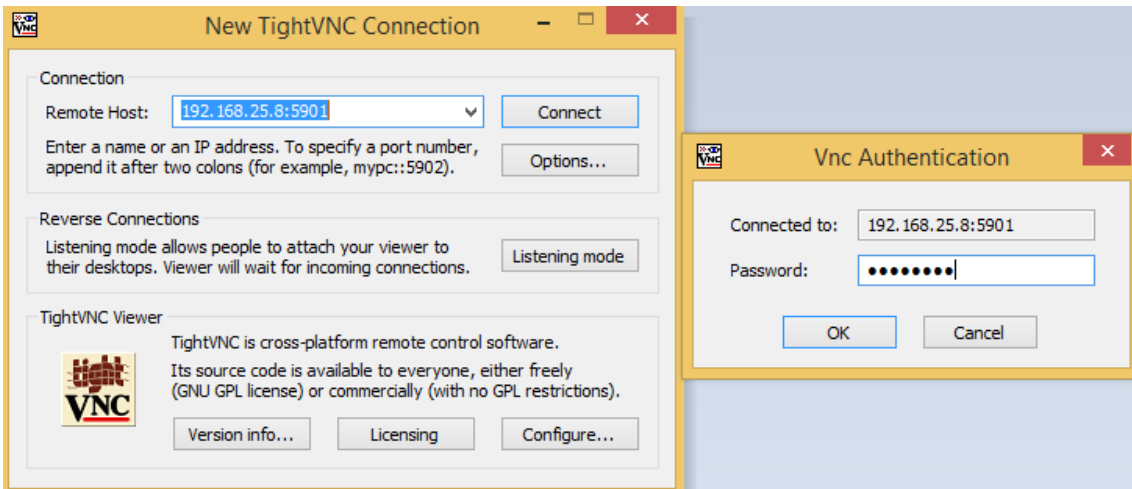 New TightVNC Connection
Connection
Remote Host: 192.168.25.8:5901 Connect
Enter a name or an IP address. To specify a port number,
append it after two colons (for example, mypc::5902).
Options...
Reverse Connections
Listening mode allows people to attach your viewer to
their desktops. Viewer will wait for incoming connections.
Listening mode
TightVNC Viewer
TightVNC is cross-platform remote control software.
Its source code is available to everyone, either freely
(GNU GPL license) or commercially (with no GPL restrictions).
tight
VNC
Version info... Licensing Configure...
Vnc Authentication
Connected to: 192.168.25.8:5901
Password: ●●●●●●●●
OK Cancel